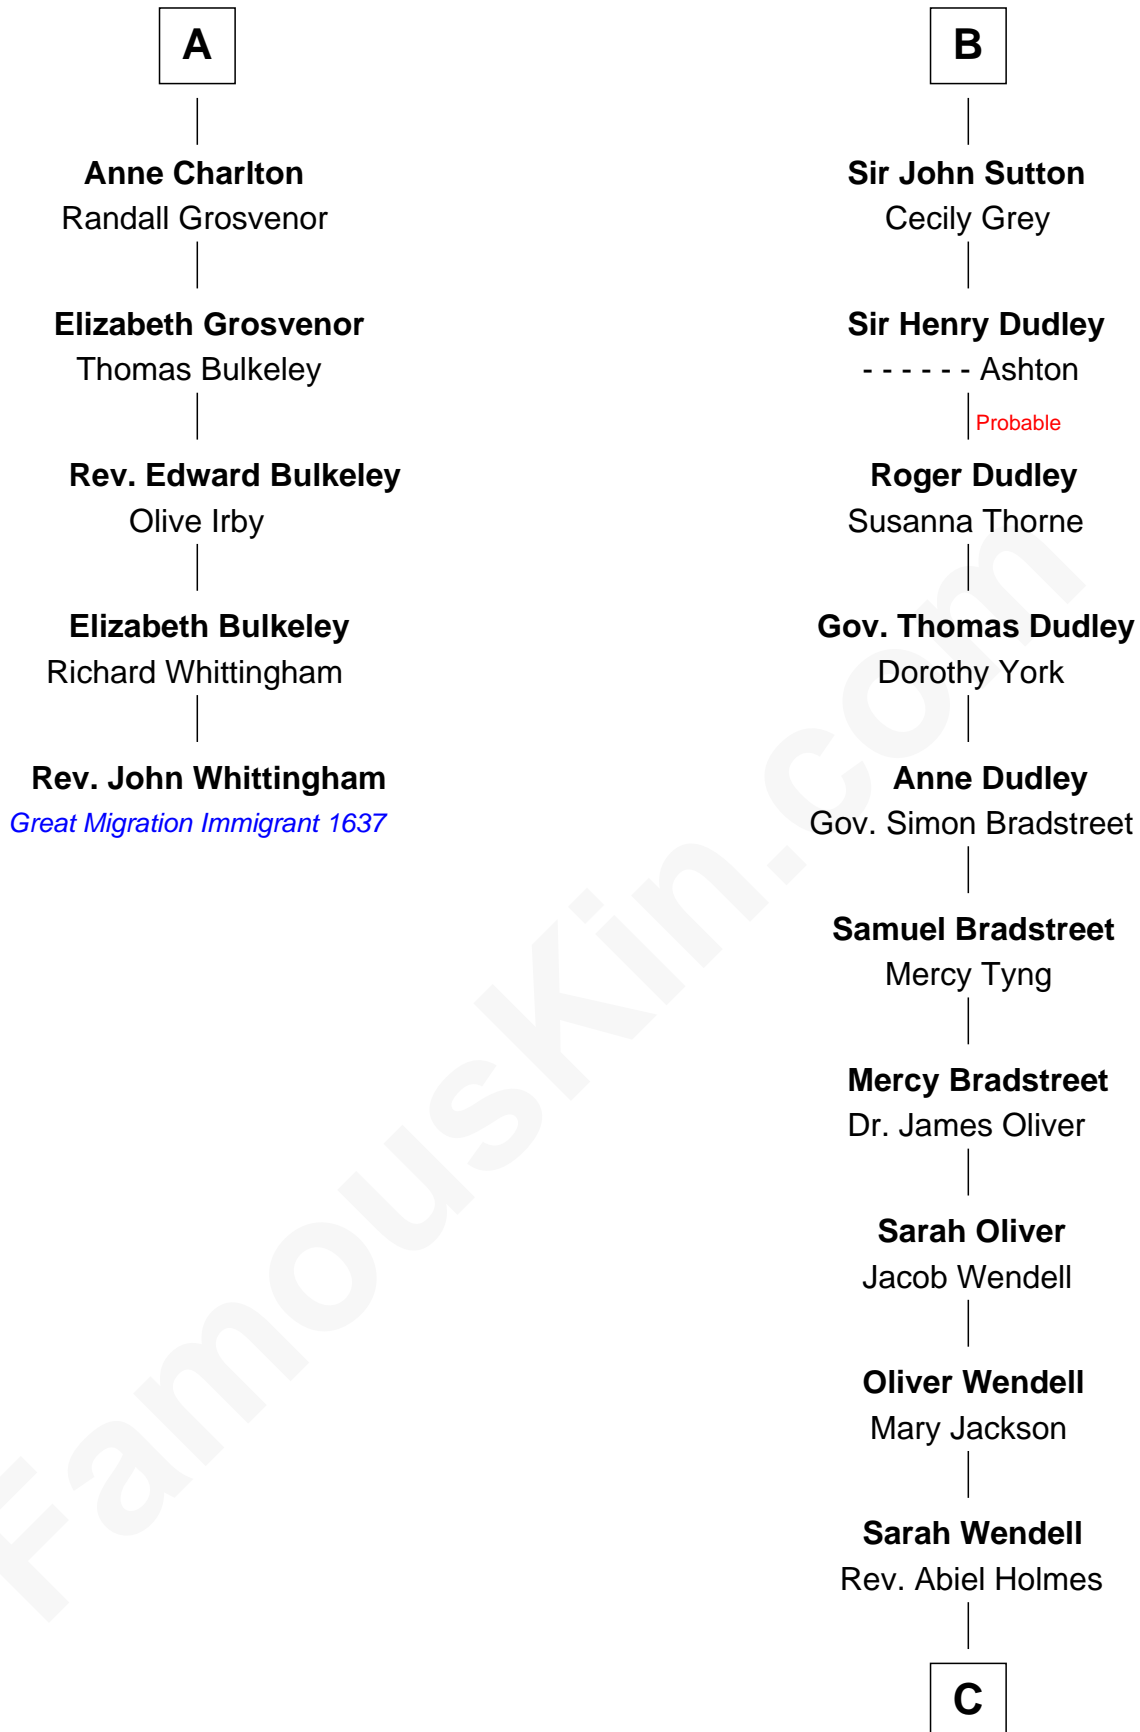 A
Anne Charlton
Randall Grosvenor
Elizabeth Grosvenor
Thomas Bulkeley
Rev. Edward Bulkeley
Olive Irby
Elizabeth Bulkeley
Richard Whittingham
Rev. John Whittingham
Great Migration Immigrant 1637
B
Sir John Sutton
Cecily Grey
Sir Henry Dudley
- - - - - - Ashton
Probable
Roger Dudley
Susanna Thorne
Gov. Thomas Dudley
Dorothy York
Anne Dudley
Gov. Simon Bradstreet
Samuel Bradstreet
Mercy Tyng
Mercy Bradstreet
Dr. James Oliver
Sarah Oliver
Jacob Wendell
Oliver Wendell
Mary Jackson
Sarah Wendell
Rev. Abiel Holmes
C
FamousKin.com